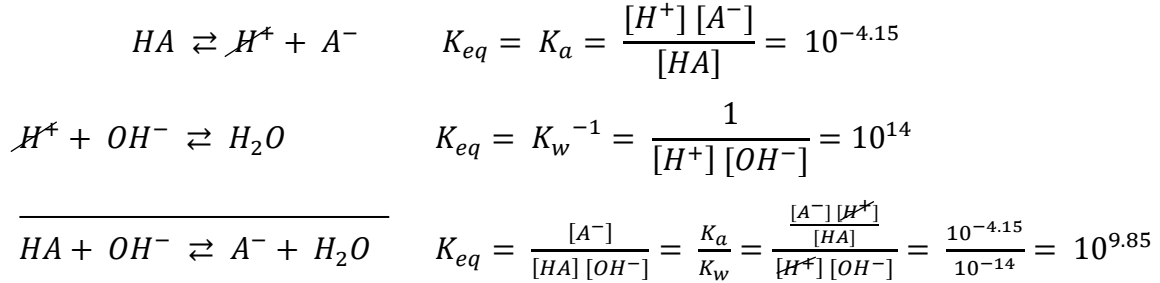 HA ⇄ H⁺ + A⁻   K_eq = K_a = [H⁺] [A⁻] / [HA] = 10^−4.15
H⁺ + OH⁻ ⇄ H₂O   K_eq = K_w⁻¹ = 1 / [H⁺] [OH⁻] = 10^14
HA + OH⁻ ⇄ A⁻ + H₂O   K_eq = [A⁻] / [HA] [OH⁻] = K_a / K_w = ([A⁻] [H⁺] / [HA]) / [H⁺] [OH⁻] = 10^−4.15 / 10^−14 = 10^9.85